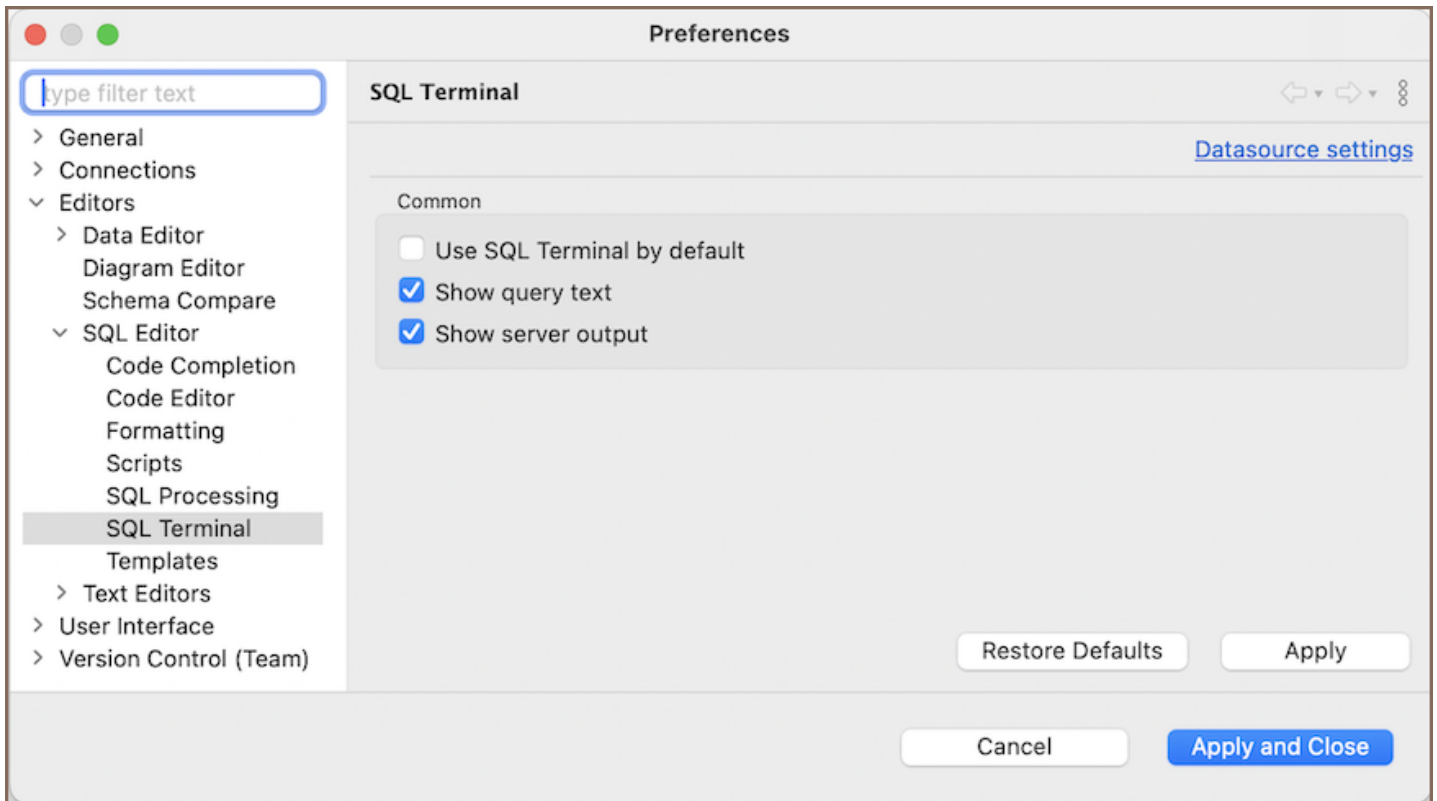 Preferences
type filter text
General
Connections
Editors
Data Editor
Diagram Editor
Schema Compare
SQL Editor
Code Completion
Code Editor
Formatting
Scripts
SQL Processing
SQL Terminal
Templates
Text Editors
User Interface
Version Control (Team)
SQL Terminal
Datasource settings
Common
Use SQL Terminal by default
Show query text
Show server output
Restore Defaults
Apply
Cancel
Apply and Close